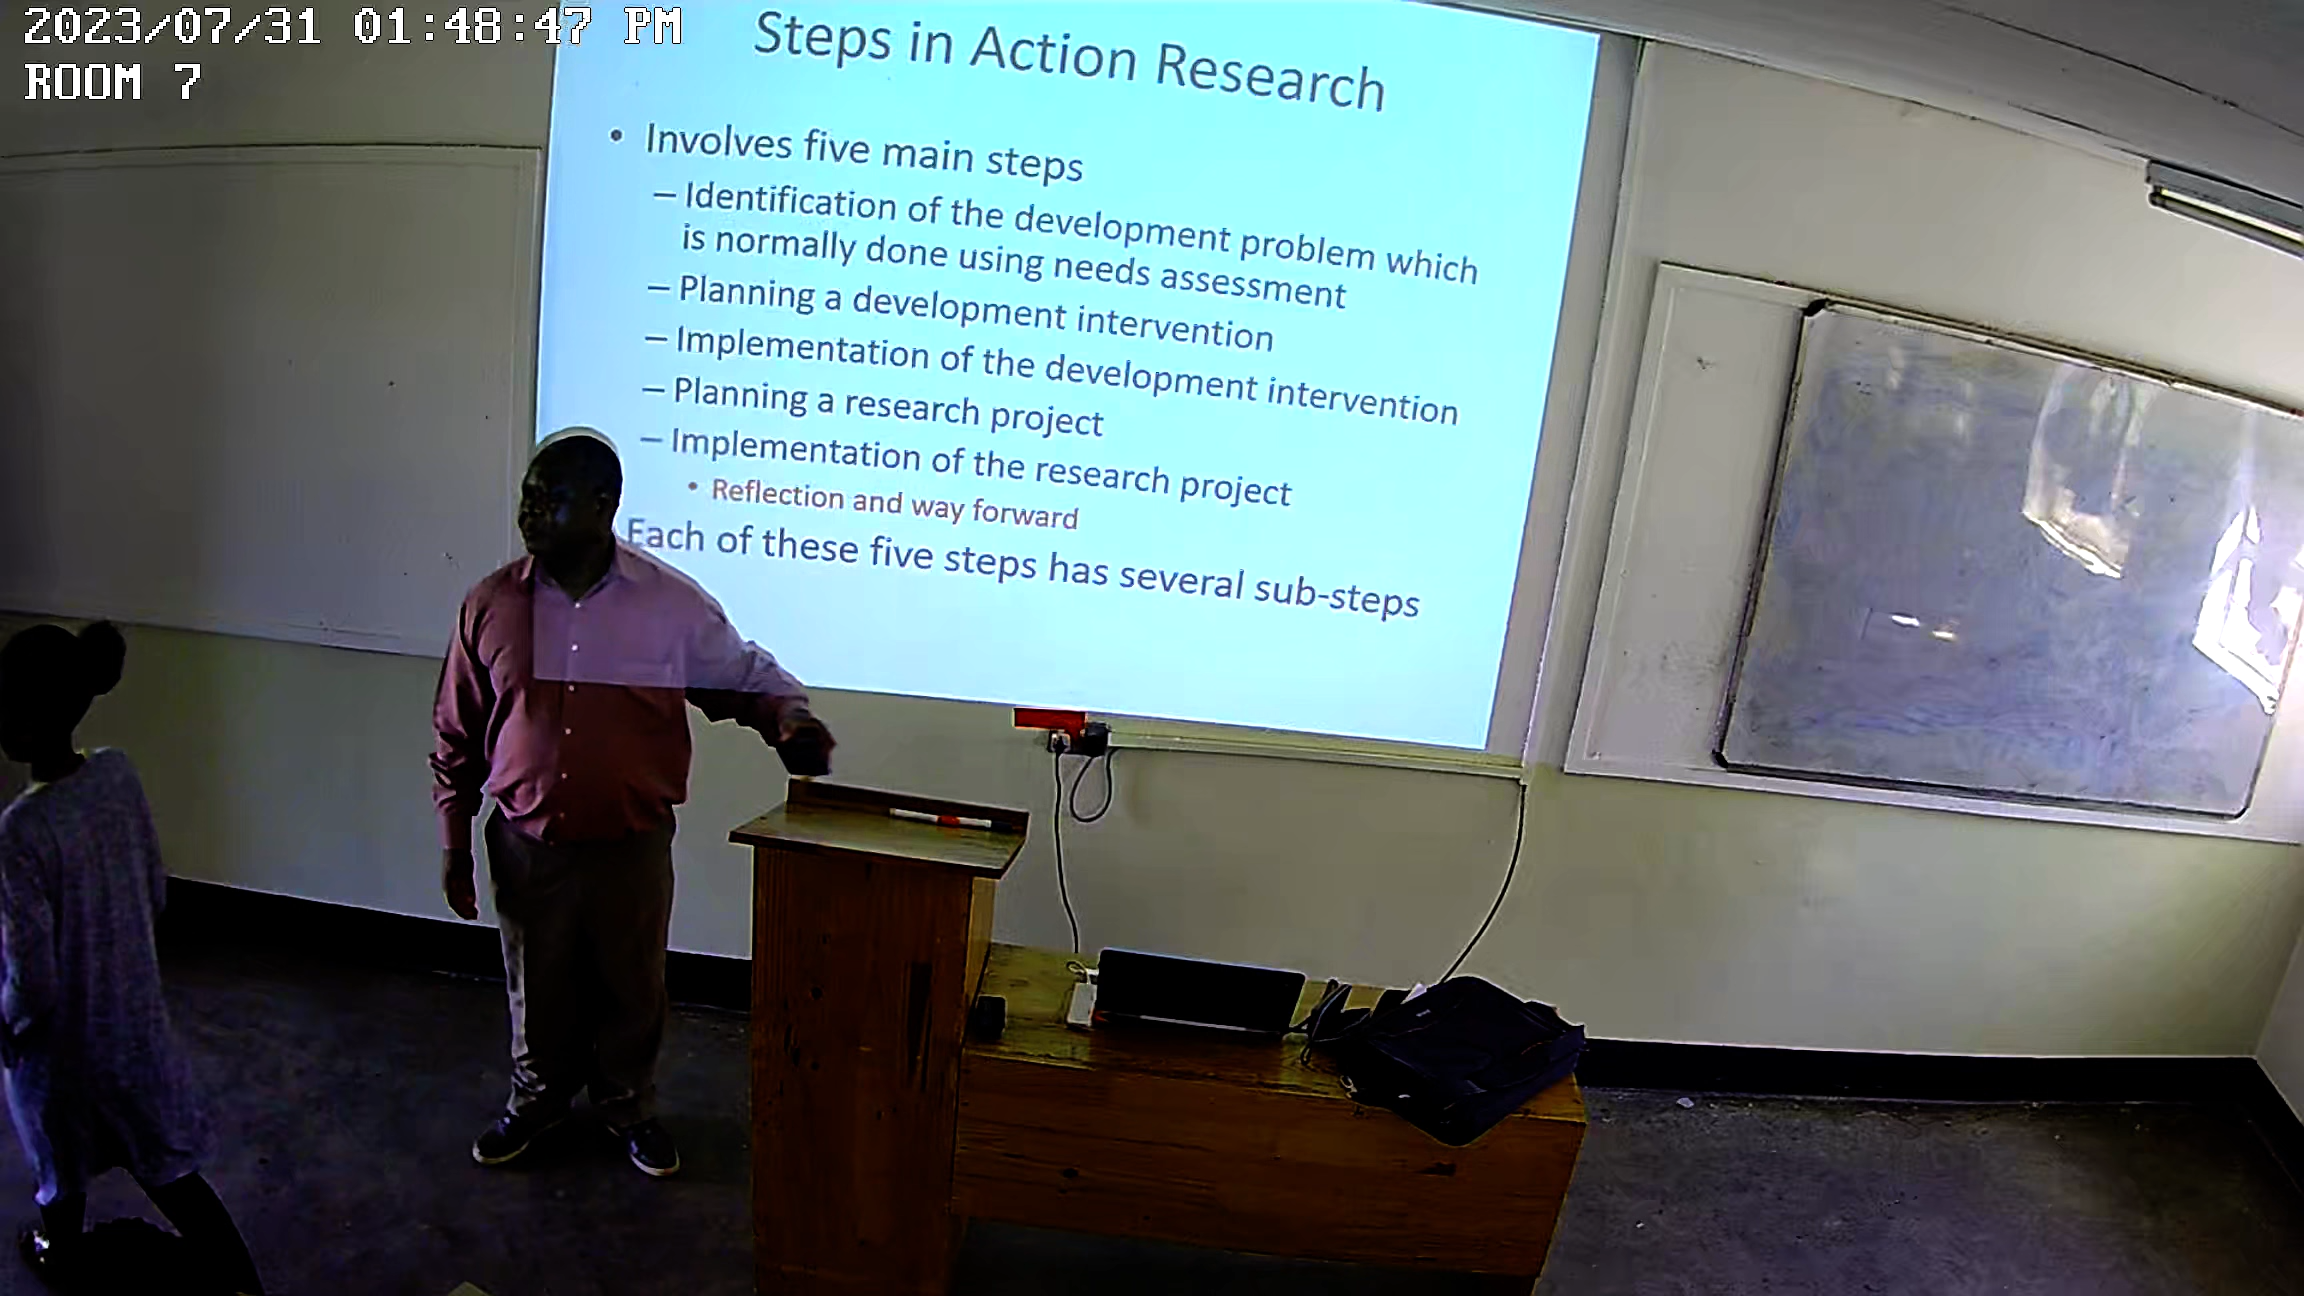 2023/07/31 01:48:47 PM
ROOM 7
Steps in Action Research
• Involves five main steps
– Identification of the development problem which
is normally done using needs assessment
– Planning a development intervention
– Implementation of the development intervention
– Planning a research project
– Implementation of the research project
• Reflection and way forward
Each of these five steps has several sub-steps